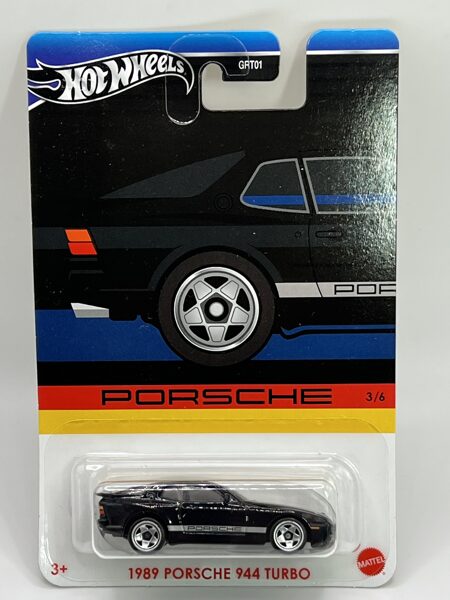 Hot Wheels
GRT01
POR
PORSCHE
3/6
PORSCHE
3+
1989 PORSCHE 944 TURBO
MATTEL